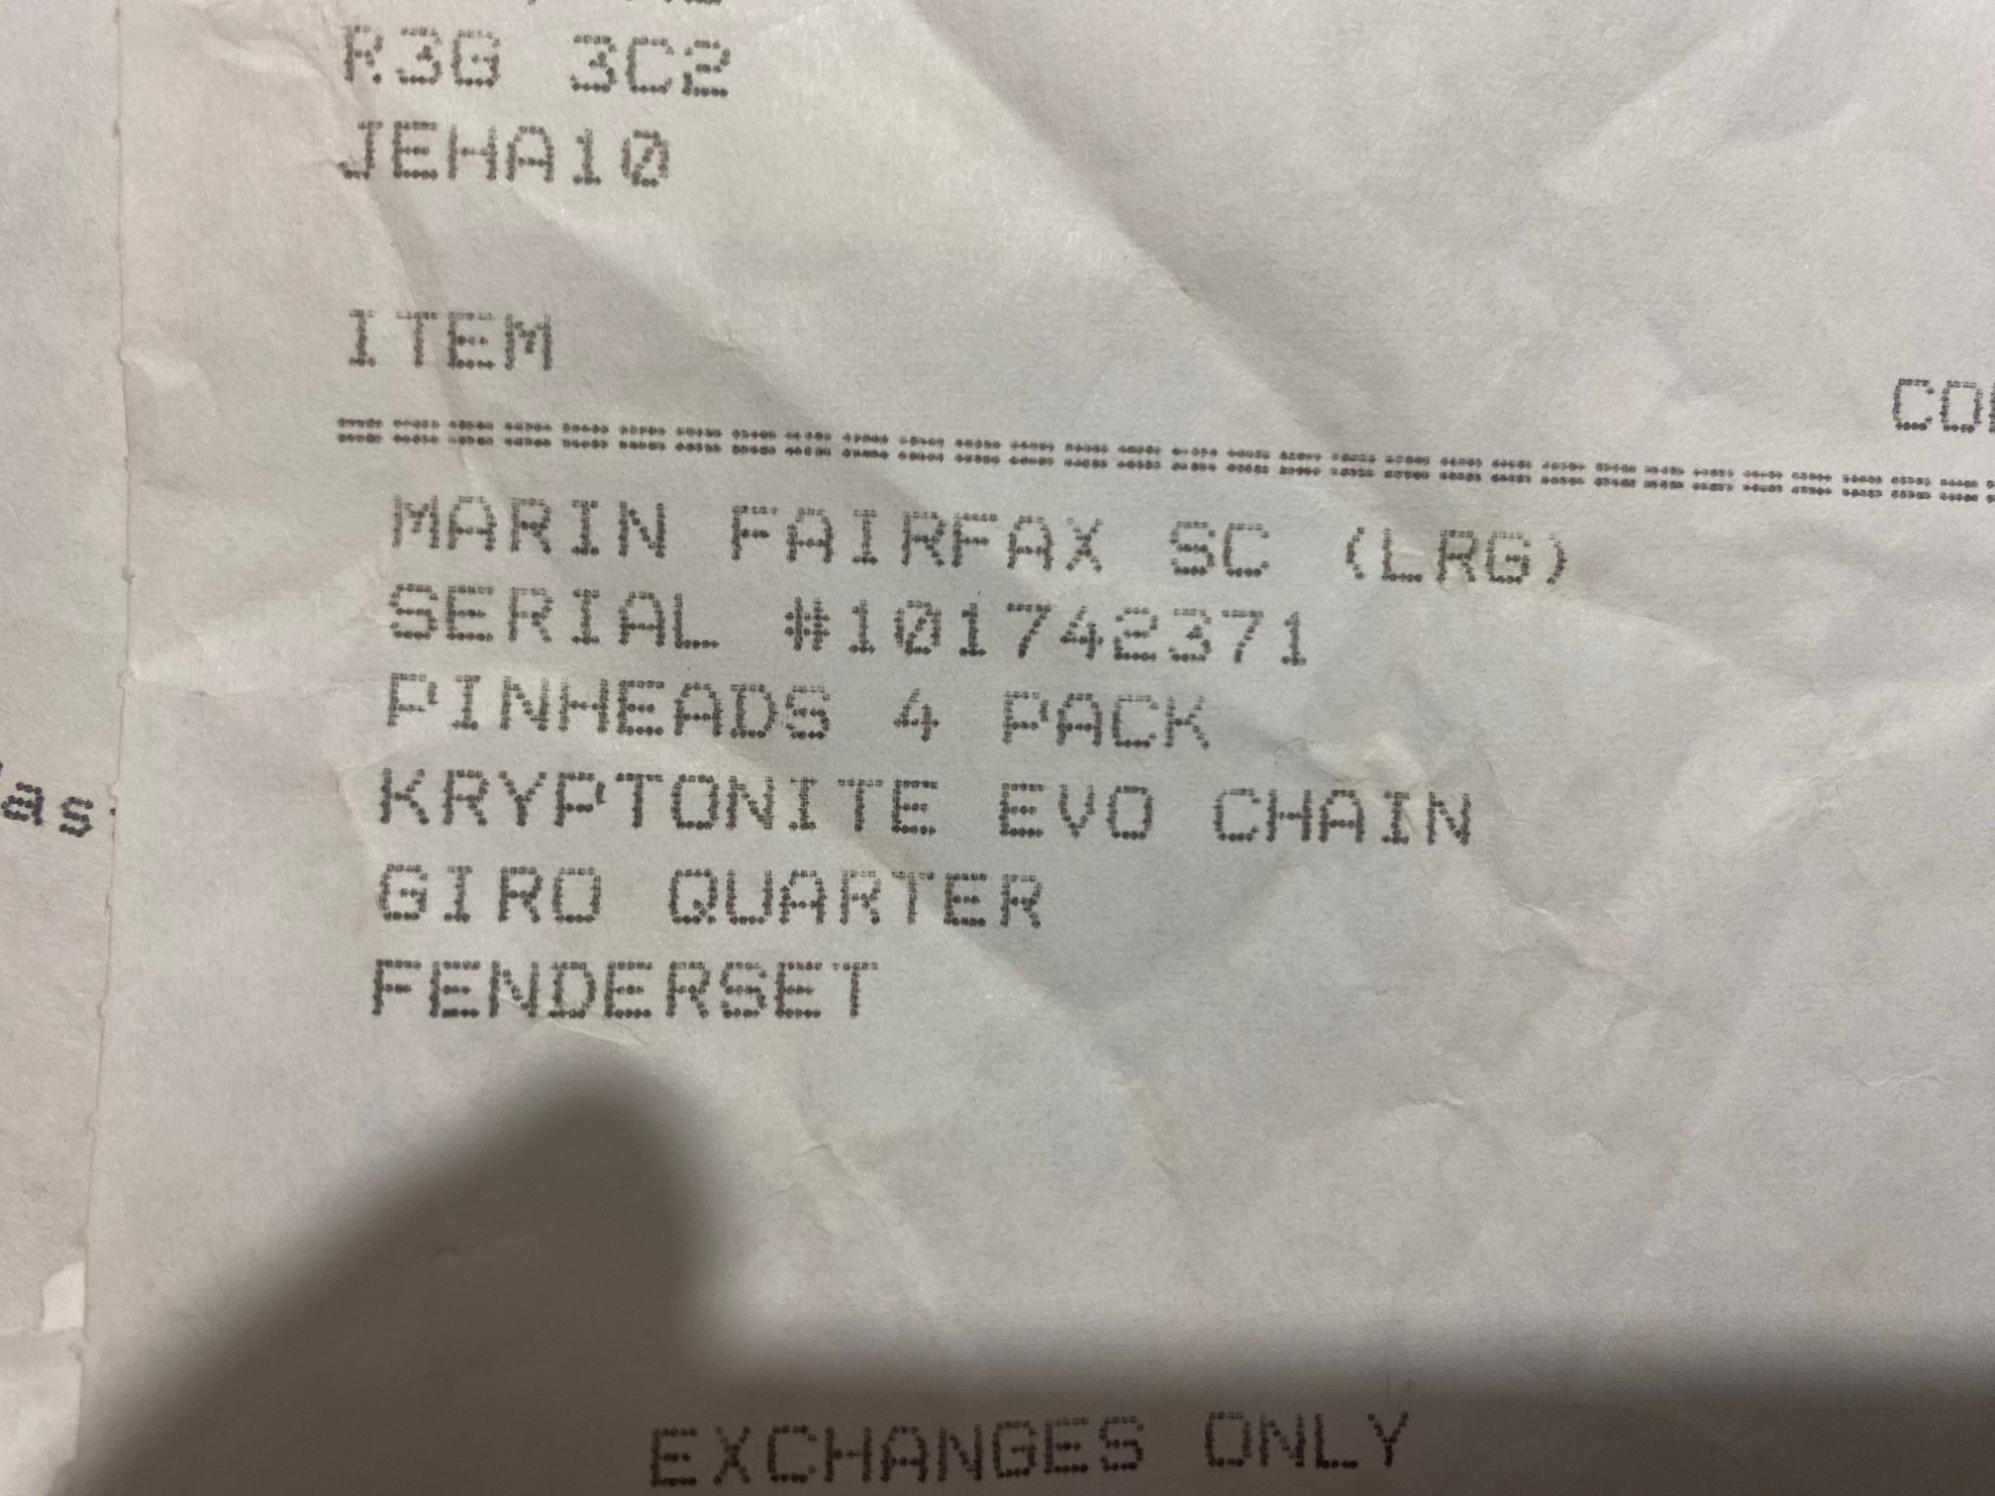 R3G 3C2
JEHA10
ITEM
MARIN FAIRFAX SC (LRG)
SERIAL #101742371
PINHEADS 4 PACK
KRYPTONITE EVO CHAIN
GIRO QUARTER
FENDERSET
EXCHANGES ONLY